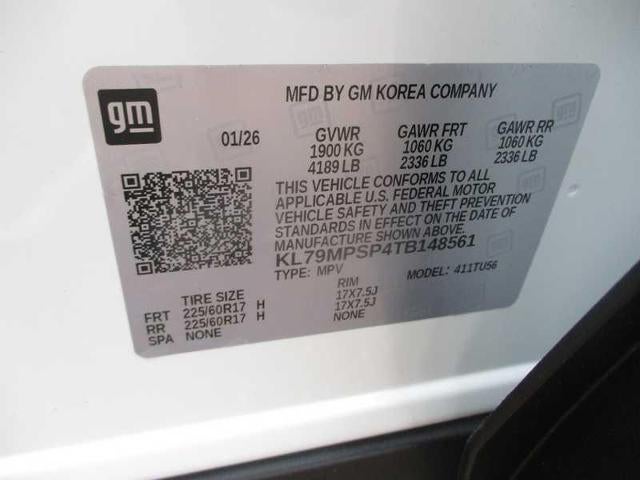 gm
MFD BY GM KOREA COMPANY
01/26 GVWR GAWR FRT GAWR RR
1900 KG 1060 KG 1060 KG
4189 LB 2336 LB 2336 LB
THIS VEHICLE CONFORMS TO ALL
APPLICABLE U.S. FEDERAL MOTOR
VEHICLE SAFETY AND THEFT PREVENTION
STANDARDS IN EFFECT ON THE DATE OF
MANUFACTURE SHOWN ABOVE.
KL79MPSP4TB148561
TYPE: MPV MODEL: 411TU56
TIRE SIZE RIM
FRT 225/60R17 H 17X7.5J
RR 225/60R17 H 17X7.5J
SPA NONE NONE